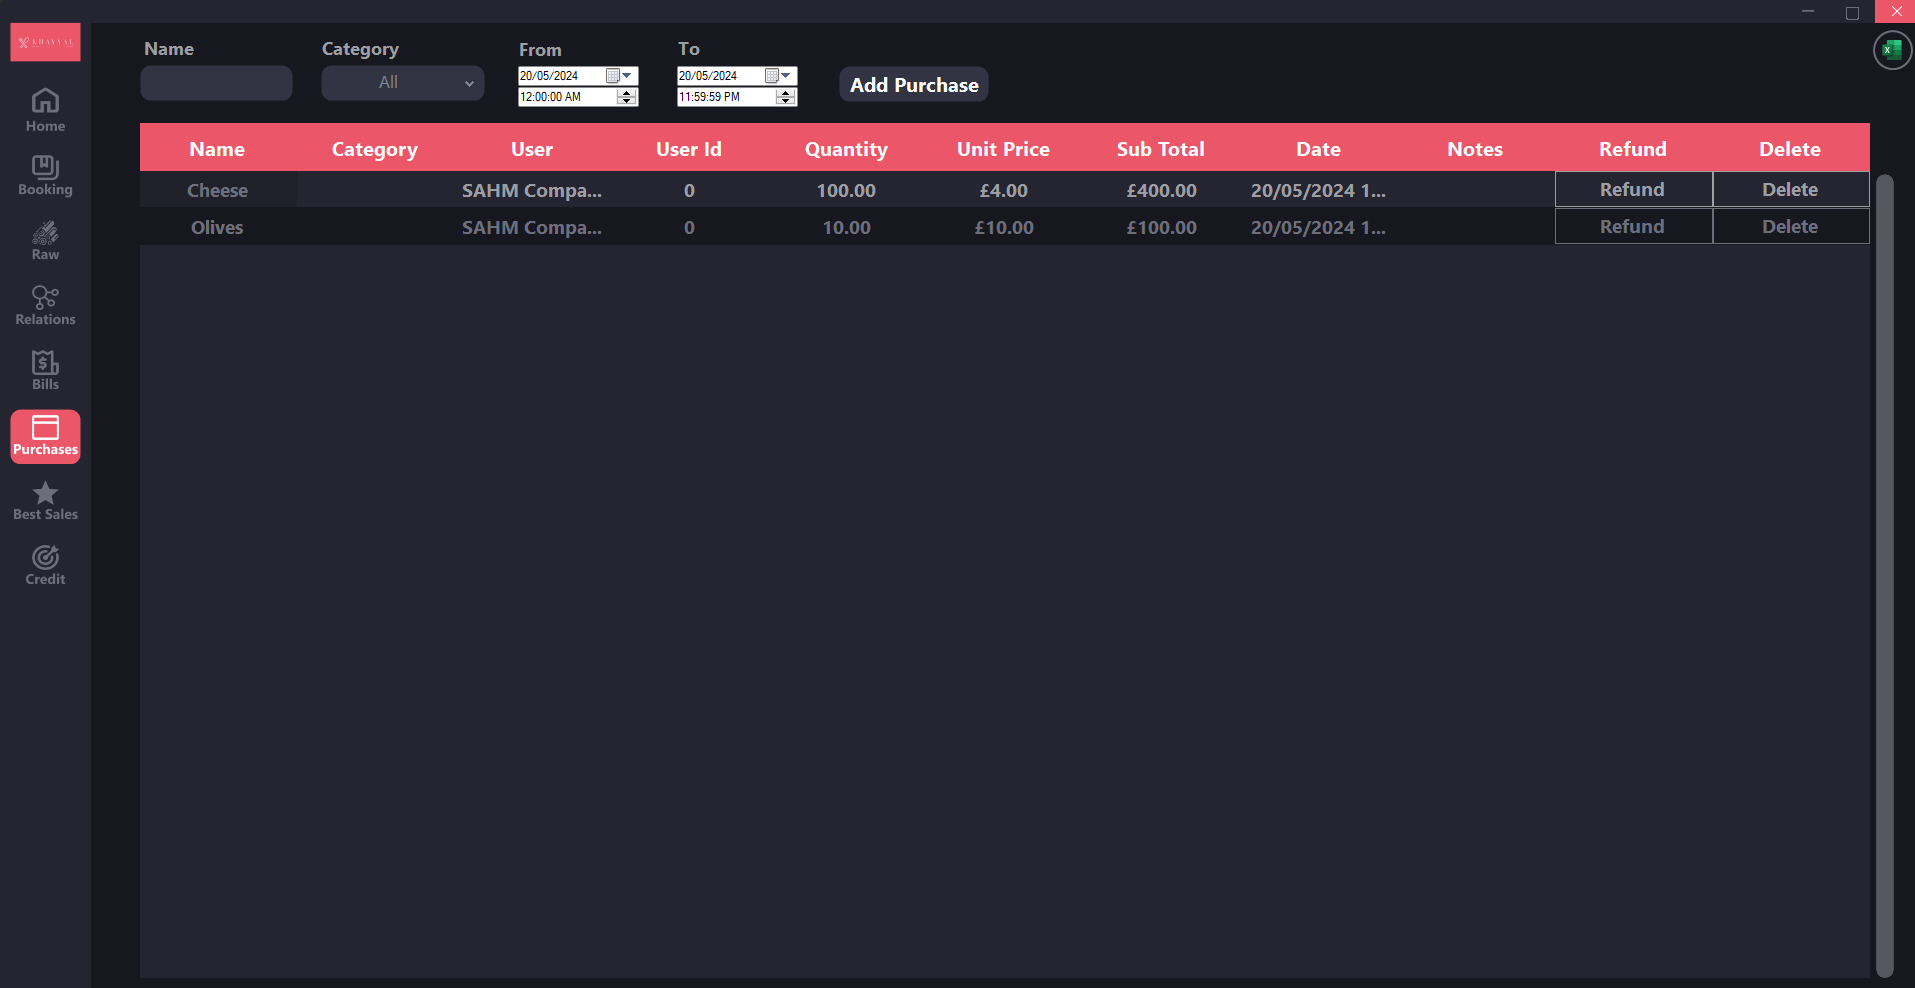 Name Category From To
All
20/05/2024 20/05/2024
12:00:00 AM 11:59:59 PM
Add Purchase
Home
Booking
Raw
Relations
Bills
Purchases
Best Sales
Credit
Name Category User User Id Quantity Unit Price Sub Total Date Notes Refund Delete
Cheese SAHM Compa... 0 100.00 £4.00 £400.00 20/05/2024 1... Refund Delete
Olives SAHM Compa... 0 10.00 £10.00 £100.00 20/05/2024 1... Refund Delete